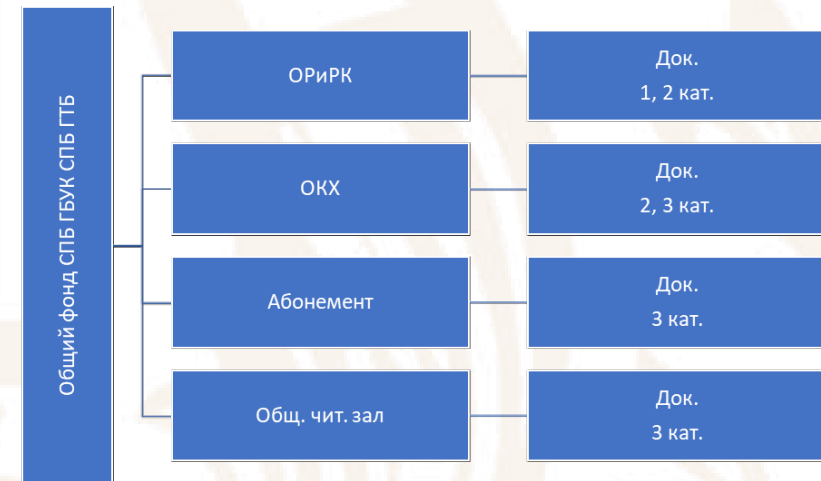 Общий фонд СПБ ГБУК СПБ ГТБ
ОРиРК
Док.
1, 2 кат.
ОКХ
Док.
2, 3 кат.
Абонемент
Док.
3 кат.
Общ. чит. зал
Док.
3 кат.